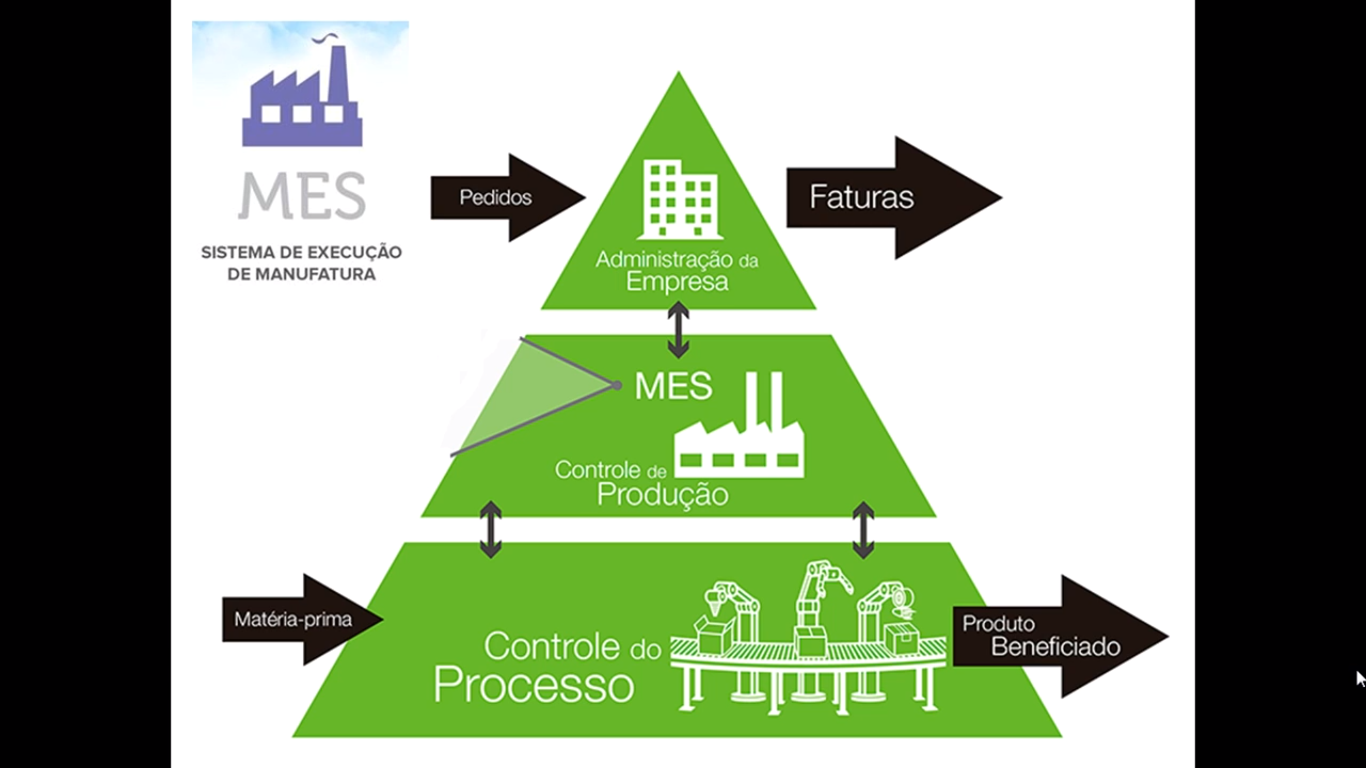 MES
SISTEMA DE EXECUÇÃO
DE MANUFATURA
Pedidos
Faturas
Administração da
Empresa
MES
Controle de
Produção
Matéria-prima
Controle do
Processo
Produto
Beneficiado